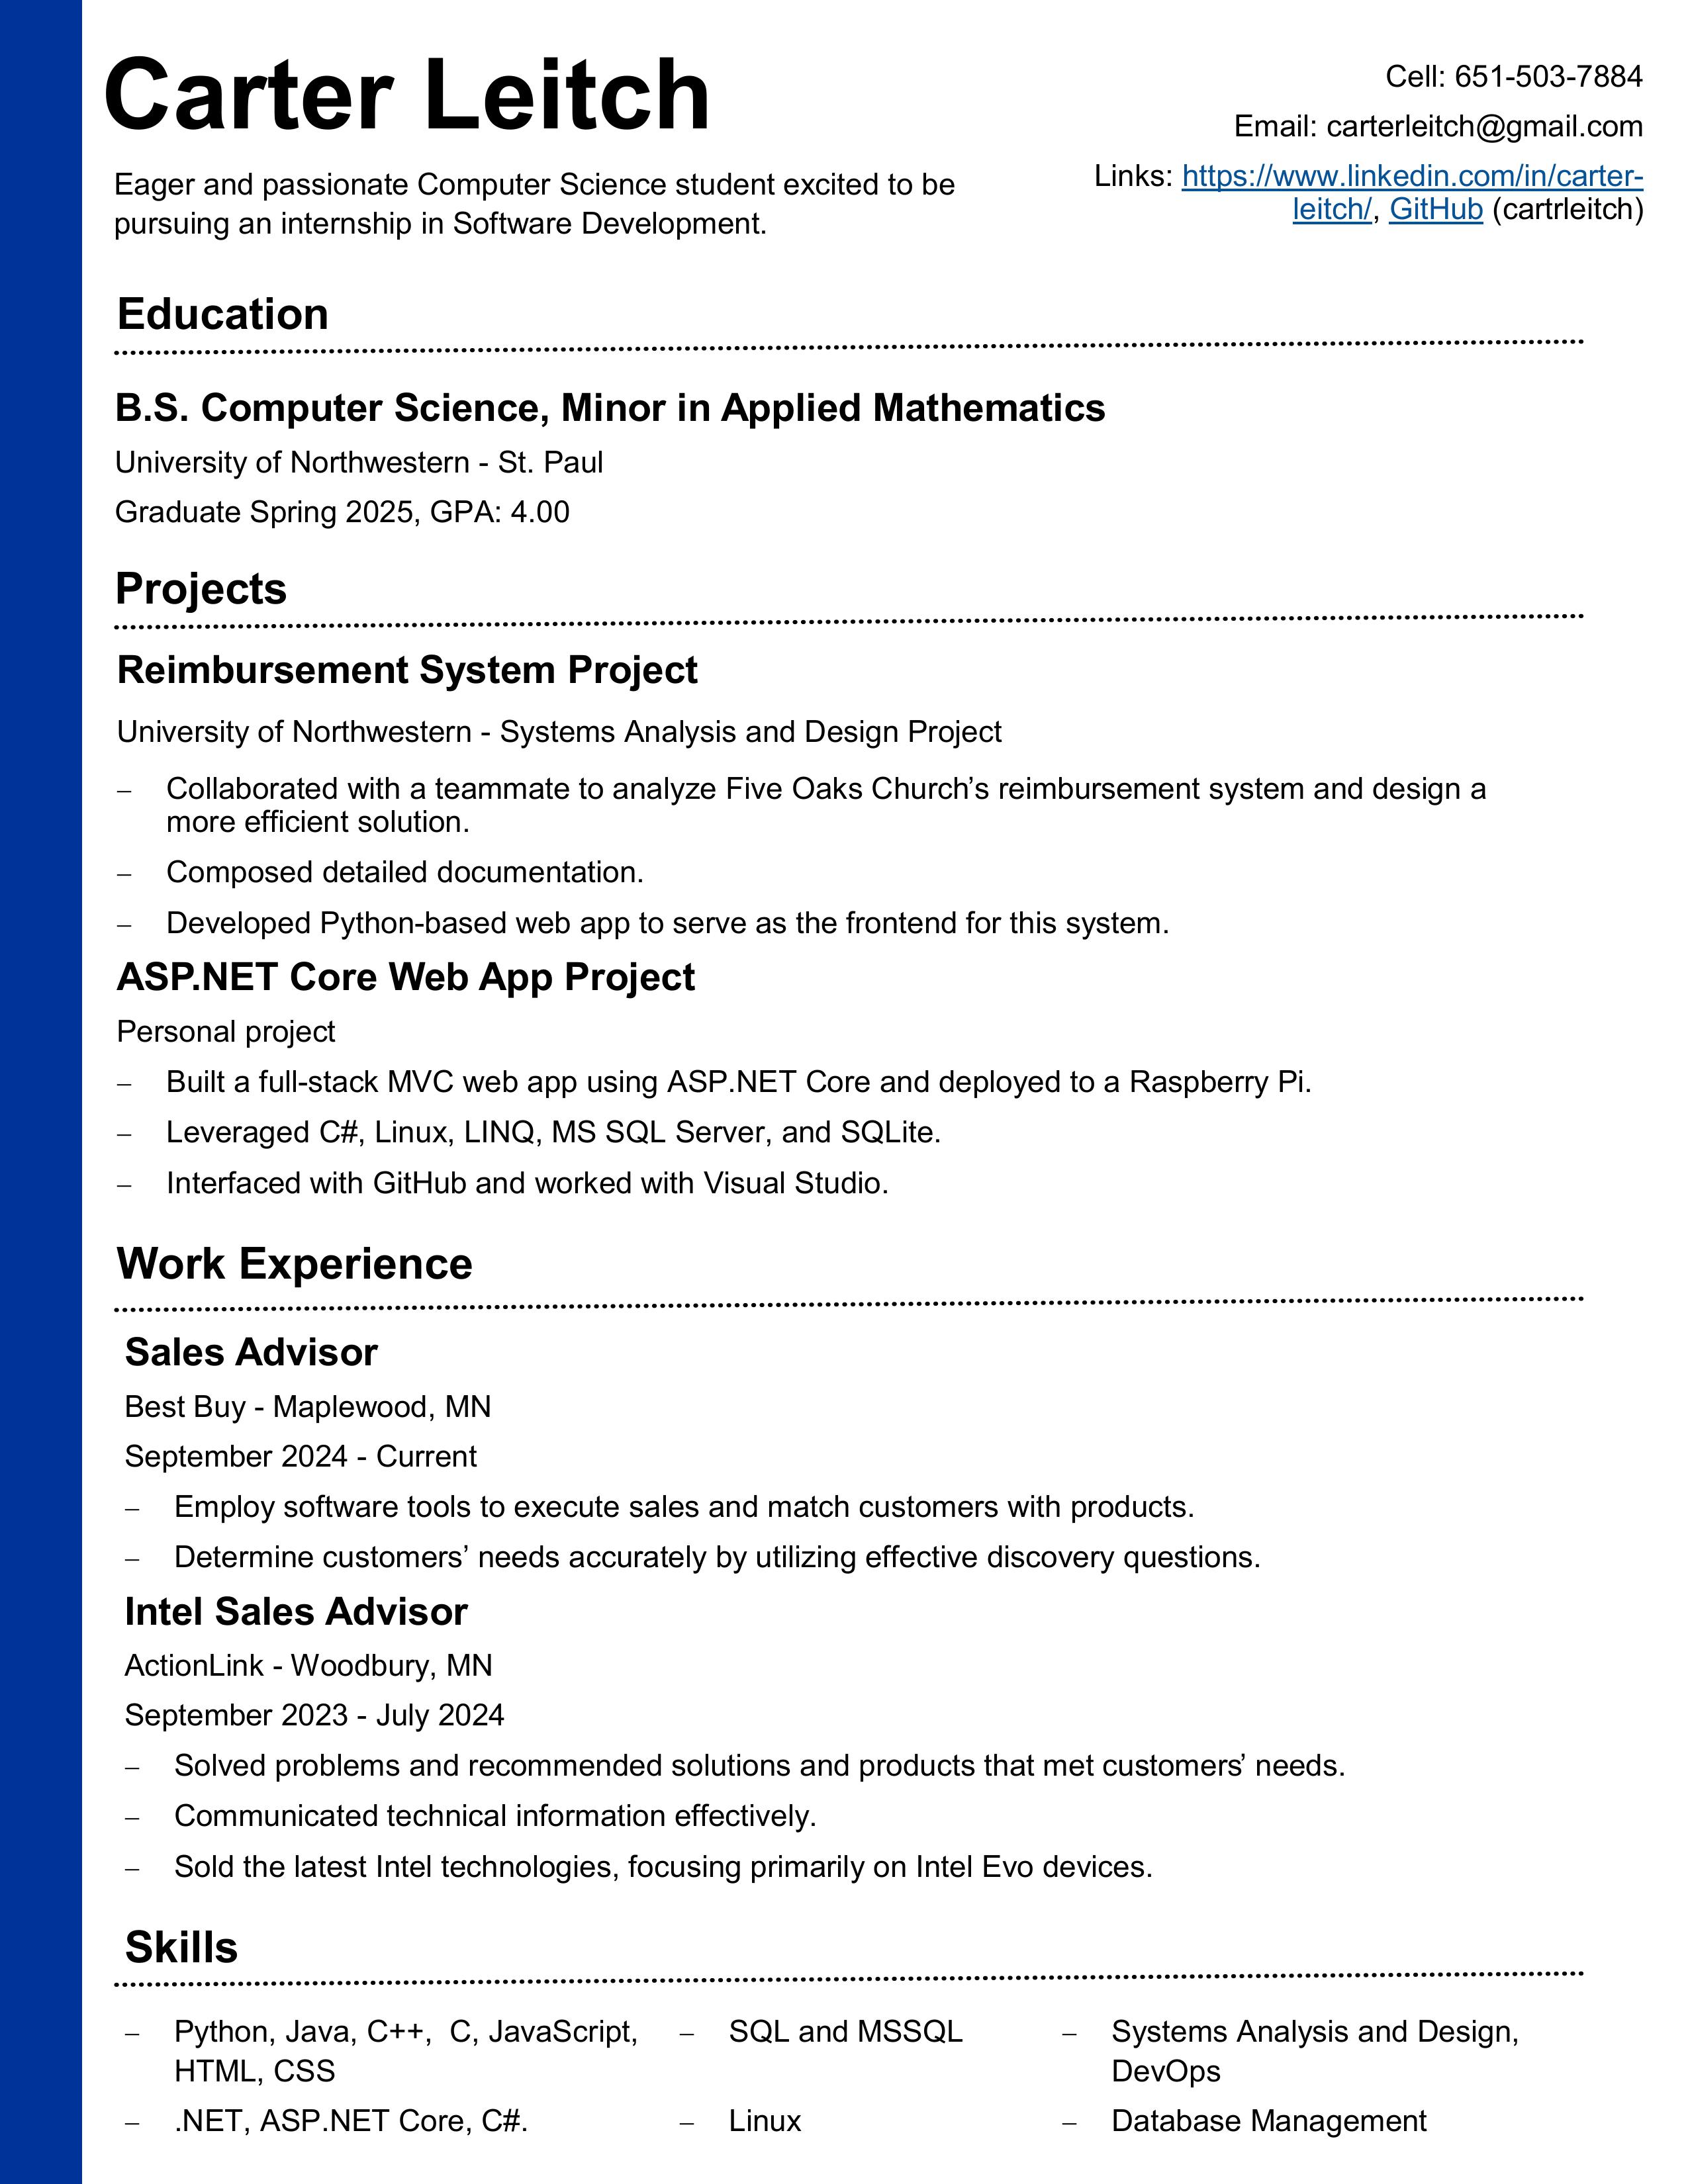 Carter Leitch
Eager and passionate Computer Science student excited to be
pursuing an internship in Software Development.
Cell: 651-503-7884
Email: carterleitch@gmail.com
Links: https://www.linkedin.com/in/carter-
leitch/, GitHub (cartrleitch)
Education
B.S. Computer Science, Minor in Applied Mathematics
University of Northwestern - St. Paul
Graduate Spring 2025, GPA: 4.00
Projects
Reimbursement System Project
University of Northwestern - Systems Analysis and Design Project
– Collaborated with a teammate to analyze Five Oaks Church’s reimbursement system and design a
more efficient solution.
– Composed detailed documentation.
– Developed Python-based web app to serve as the frontend for this system.
ASP.NET Core Web App Project
Personal project
– Built a full-stack MVC web app using ASP.NET Core and deployed to a Raspberry Pi.
– Leveraged C#, Linux, LINQ, MS SQL Server, and SQLite.
– Interfaced with GitHub and worked with Visual Studio.
Work Experience
Sales Advisor
Best Buy - Maplewood, MN
September 2024 - Current
– Employ software tools to execute sales and match customers with products.
– Determine customers’ needs accurately by utilizing effective discovery questions.
Intel Sales Advisor
ActionLink - Woodbury, MN
September 2023 - July 2024
– Solved problems and recommended solutions and products that met customers’ needs.
– Communicated technical information effectively.
– Sold the latest Intel technologies, focusing primarily on Intel Evo devices.
Skills
– Python, Java, C++,  C, JavaScript,
HTML, CSS
– .NET, ASP.NET Core, C#.
– SQL and MSSQL
– Linux
– Systems Analysis and Design,
DevOps
– Database Management